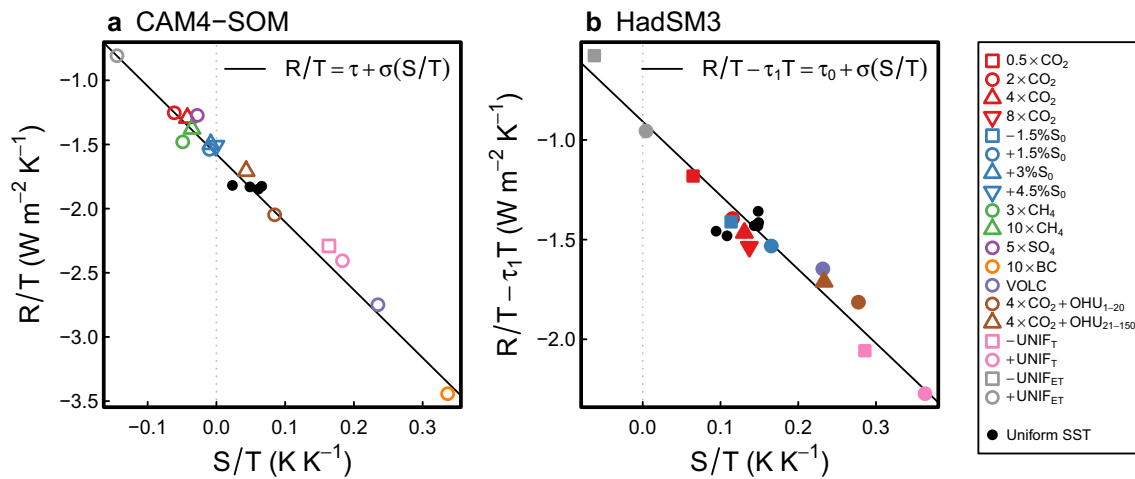 a CAM4−SOM
R/T = τ + σ(S/T)
R/T (W m⁻² K⁻¹)
−1.0
−1.5
−2.0
−2.5
−3.0
−3.5
−0.1 0.0 0.1 0.2 0.3
S/T (K K⁻¹)
b HadSM3
R/T − τ₁T = τ₀ + σ(S/T)
R/T − τ₁T (W m⁻² K⁻¹)
−1.0
−1.5
−2.0
0.0 0.1 0.2 0.3
S/T (K K⁻¹)
0.5×CO₂
2×CO₂
4×CO₂
8×CO₂
−1.5%S₀
+1.5%S₀
+3%S₀
+4.5%S₀
3×CH₄
10×CH₄
5×SO₄
10×BC
VOLC
4×CO₂+OHU₁₋₂₀
4×CO₂+OHU₂₁₋₁₅₀
−UNIF_T
+UNIF_T
−UNIF_ET
+UNIF_ET
Uniform SST